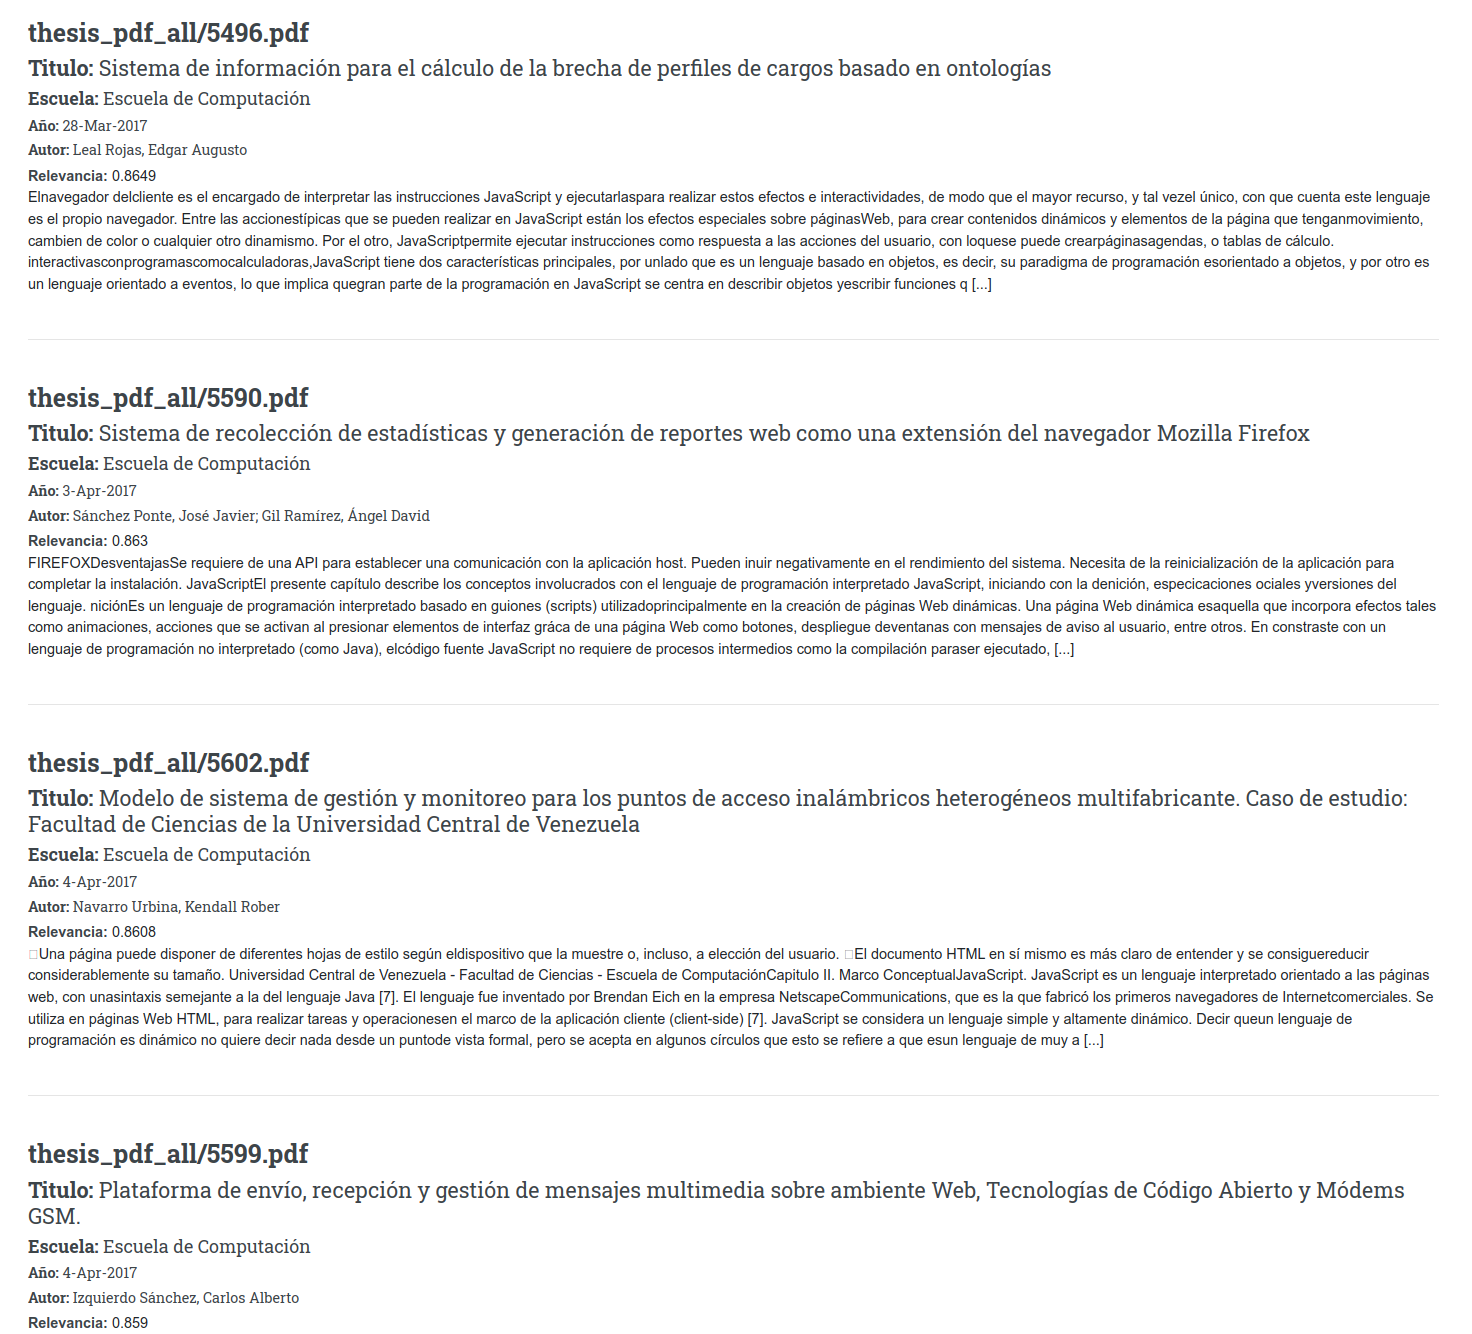 thesis_pdf_all/5496.pdf
Titulo: Sistema de información para el cálculo de la brecha de perfiles de cargos basado en ontologías
Escuela: Escuela de Computación
Año: 28-Mar-2017
Autor: Leal Rojas, Edgar Augusto
Relevancia: 0.8649
Elnavegador delcliente es el encargado de interpretar las instrucciones JavaScript y ejecutarlaspara realizar estos efectos e interactividades, de modo que el mayor recurso, y tal vezel único, con que cuenta este lenguaje
es el propio navegador. Entre las accionestípicas que se pueden realizar en JavaScript están los efectos especiales sobre páginasWeb, para crear contenidos dinámicos y elementos de la página que tenganmovimiento,
cambien de color o cualquier otro dinamismo. Por el otro, JavaScriptpermite ejecutar instrucciones como respuesta a las acciones del usuario, con loquese puede crearpáginasagendas, o tablas de cálculo.
interactivasconprogramascomocalculadoras,JavaScript tiene dos características principales, por unlado que es un lenguaje basado en objetos, es decir, su paradigma de programación esorientado a objetos, y por otro es
un lenguaje orientado a eventos, lo que implica quegran parte de la programación en JavaScript se centra en describir objetos yescribir funciones q [...]
thesis_pdf_all/5590.pdf
Titulo: Sistema de recolección de estadísticas y generación de reportes web como una extensión del navegador Mozilla Firefox
Escuela: Escuela de Computación
Año: 3-Apr-2017
Autor: Sánchez Ponte, José Javier; Gil Ramírez, Ángel David
Relevancia: 0.863
FIREFOXDesventajasSe requiere de una API para establecer una comunicación con la aplicación host. Pueden inuir negativamente en el rendimiento del sistema. Necesita de la reinicialización de la aplicación para
completar la instalación. JavaScriptEl presente capítulo describe los conceptos involucrados con el lenguaje de programación interpretado JavaScript, iniciando con la denición, especicaciones ociales yversiones del
lenguaje. niciónEs un lenguaje de programación interpretado basado en guiones (scripts) utilizadoprincipalmente en la creación de páginas Web dinámicas. Una página Web dinámica esaquella que incorpora efectos tales
como animaciones, acciones que se activan al presionar elementos de interfaz gráca de una página Web como botones, despliegue deventanas con mensajes de aviso al usuario, entre otros. En constraste con un
lenguaje de programación no interpretado (como Java), elcódigo fuente JavaScript no requiere de procesos intermedios como la compilación paraser ejecutado, [...]
thesis_pdf_all/5602.pdf
Titulo: Modelo de sistema de gestión y monitoreo para los puntos de acceso inalámbricos heterogéneos multifabricante. Caso de estudio:
Facultad de Ciencias de la Universidad Central de Venezuela
Escuela: Escuela de Computación
Año: 4-Apr-2017
Autor: Navarro Urbina, Kendall Rober
Relevancia: 0.8608
Una página puede disponer de diferentes hojas de estilo según eldispositivo que la muestre o, incluso, a elección del usuario. El documento HTML en sí mismo es más claro de entender y se consiguereducir
considerablemente su tamaño. Universidad Central de Venezuela - Facultad de Ciencias - Escuela de ComputaciónCapitulo II. Marco ConceptualJavaScript. JavaScript es un lenguaje interpretado orientado a las páginas
web, con unasintaxis semejante a la del lenguaje Java [7]. El lenguaje fue inventado por Brendan Eich en la empresa NetscapeCommunications, que es la que fabricó los primeros navegadores de Internetcomerciales. Se
utiliza en páginas Web HTML, para realizar tareas y operacionesen el marco de la aplicación cliente (client-side) [7]. JavaScript se considera un lenguaje simple y altamente dinámico. Decir queun lenguaje de
programación es dinámico no quiere decir nada desde un puntode vista formal, pero se acepta en algunos círculos que esto se refiere a que esun lenguaje de muy a [...]
thesis_pdf_all/5599.pdf
Titulo: Plataforma de envío, recepción y gestión de mensajes multimedia sobre ambiente Web, Tecnologías de Código Abierto y Módems
GSM.
Escuela: Escuela de Computación
Año: 4-Apr-2017
Autor: Izquierdo Sánchez, Carlos Alberto
Relevancia: 0.859